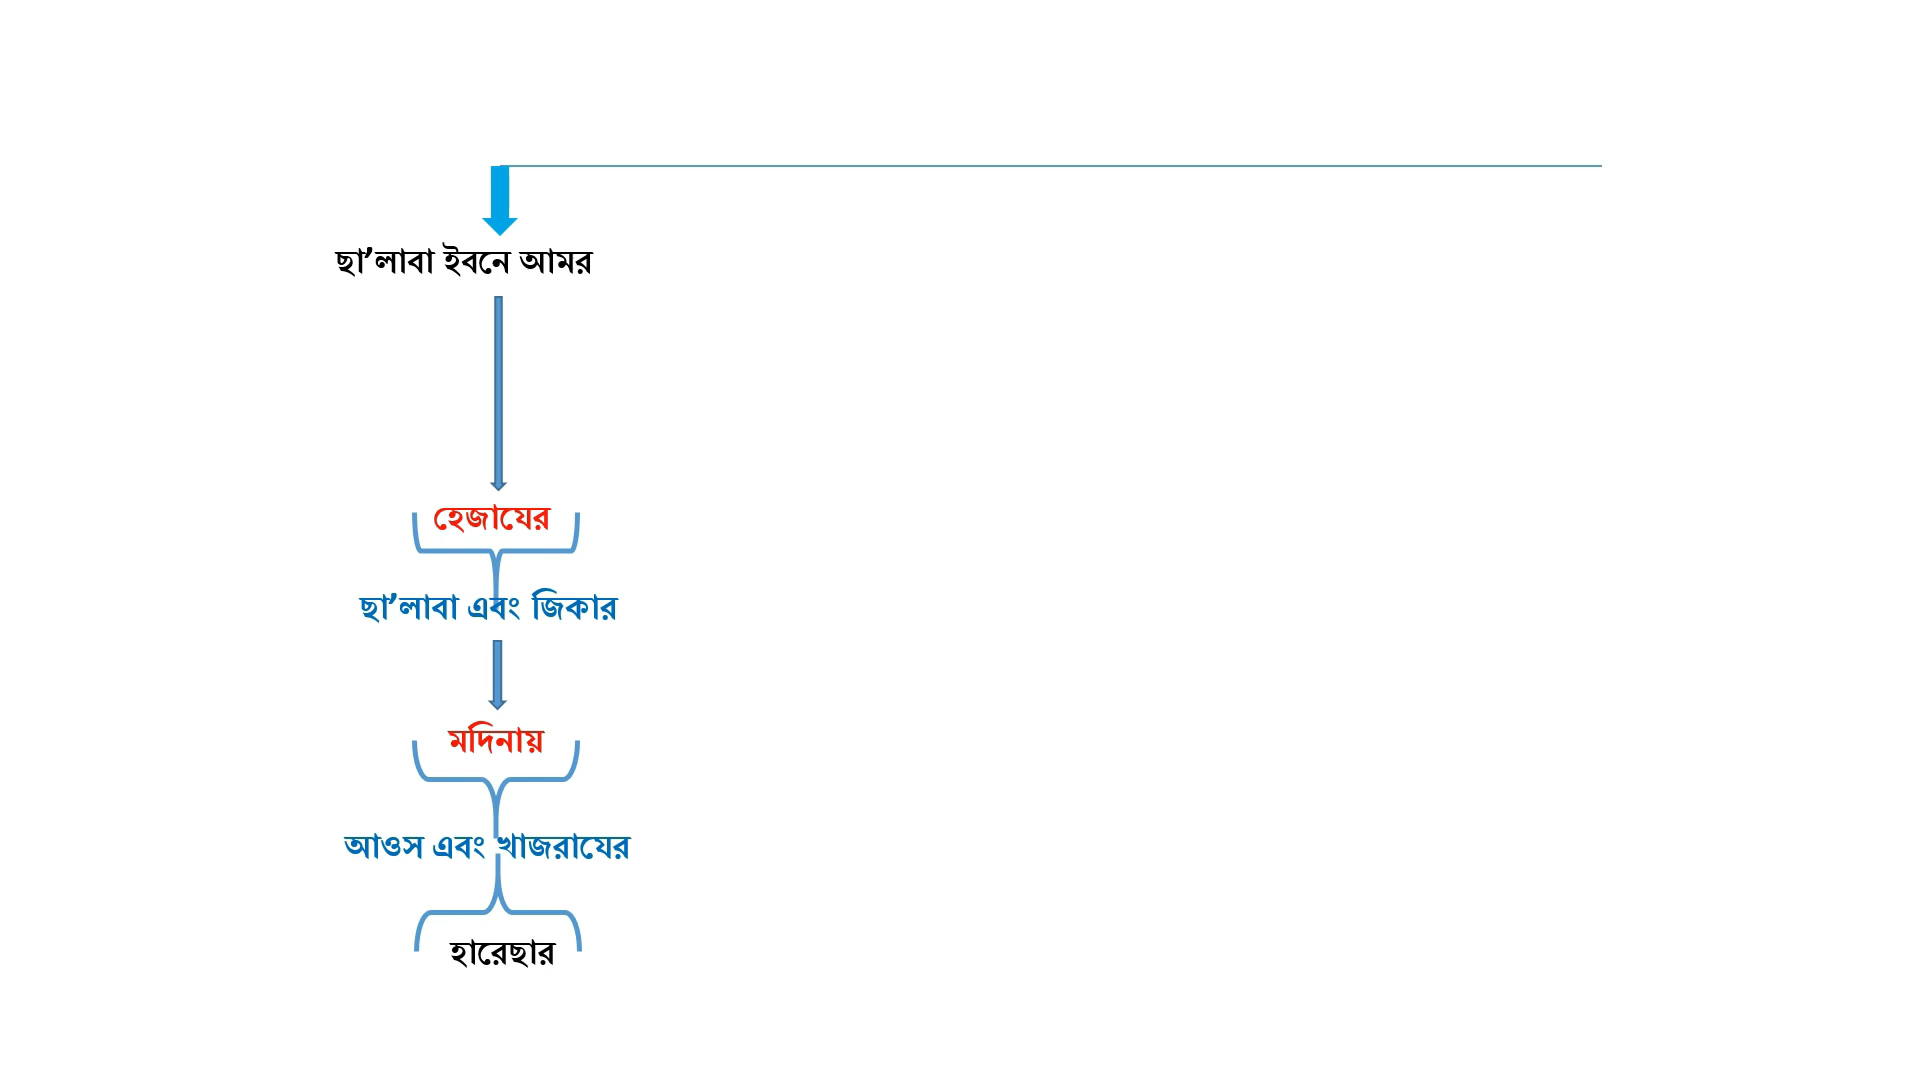 ছা’লাবা ইবনে আমর
হেজাযের
ছা’লাবা এবং জিকার
মদিনায়
আওস এবং খাজরাযের
হারেছার